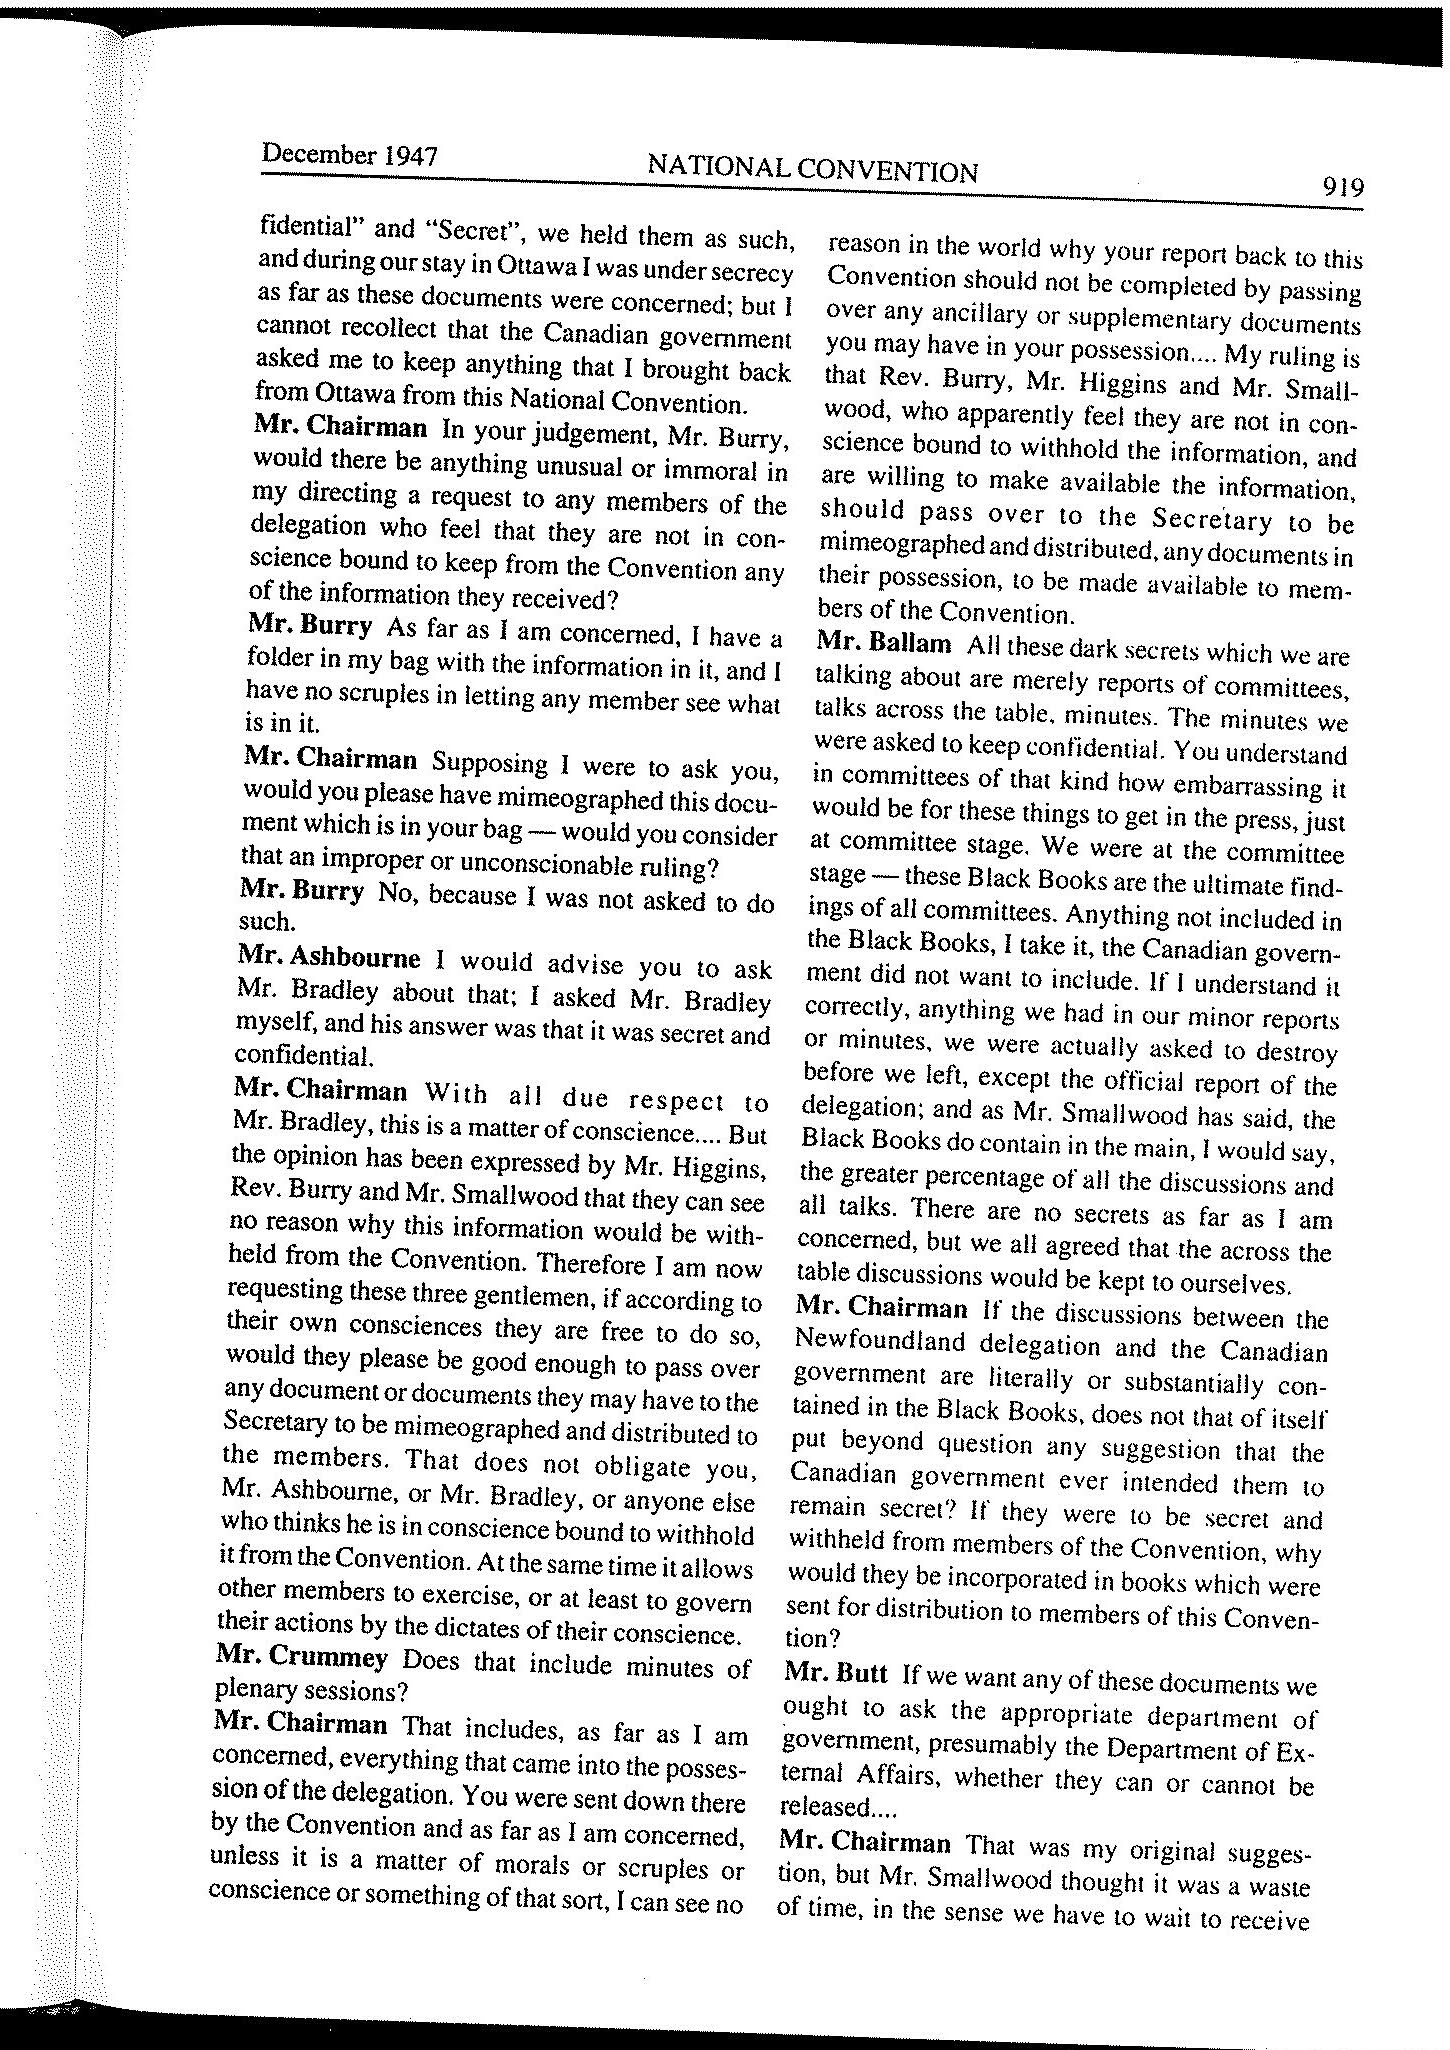 December 1947
NATIONAL CONVENTION
919
fidential” and “Secret”, we held them as such,
and during our stay in Ottawa I was under secrecy
as far as these documents were concerned; but I
cannot recollect that the Canadian government
asked me to keep anything that I brought back
from Ottawa from this National Convention.
Mr. Chairman In your judgement, Mr. Burry,
would there be anything unusual or immoral in
my directing a request to any members of the
delegation who feel that they are not in con-
science bound to keep from the Convention any
of the information they received?
Mr. Burry As far as I am concerned, I have a
folder in my bag with the information in it, and I
have no scruples in letting any member see what
is in it.
Mr. Chairman Supposing I were to ask you,
would you please have mimeographed this docu-
ment which is in your bag — would you consider
that an improper or unconscionable ruling?
Mr. Burry No, because I was not asked to do
such.
Mr. Ashbourne I would advise you to ask
Mr. Bradley about that; I asked Mr. Bradley
myself, and his answer was that it was secret and
confidential.
Mr. Chairman With all due respect to
Mr. Bradley, this is a matter of conscience.... But
the opinion has been expressed by Mr. Higgins,
Rev. Burry and Mr. Smallwood that they can see
no reason why this information would be with-
held from the Convention. Therefore I am now
requesting these three gentlemen, if according to
their own consciences they are free to do so,
would they please be good enough to pass over
any document or documents they may have to the
Secretary to be mimeographed and distributed to
the members. That does not obligate you,
Mr. Ashbourne, or Mr. Bradley, or anyone else
who thinks he is in conscience bound to withhold
it from the Convention. At the same time it allows
other members to exercise, or at least to govern
their actions by the dictates of their conscience.
Mr. Crummey Does that include minutes of
plenary sessions?
Mr. Chairman That includes, as far as I am
concerned, everything that came into the posses-
sion of the delegation. You were sent down there
by the Convention and as far as I am concerned,
unless it is a matter of morals or scruples or
conscience or something of that sort, I can see no
reason in the world why your report back to this
Convention should not be completed by passing
over any ancillary or supplementary documents
you may have in your possession.... My ruling is
that Rev. Burry, Mr. Higgins and Mr. Small-
wood, who apparently feel they are not in con-
science bound to withhold the information, and
are willing to make available the information,
should pass over to the Secretary to be
mimeographed and distributed, any documents in
their possession, to be made available to mem-
bers of the Convention.
Mr. Ballam All these dark secrets which we are
talking about are merely reports of committees,
talks across the table, minutes. The minutes we
were asked to keep confidential. You understand
in committees of that kind how embarrassing it
would be for these things to get in the press, just
at committee stage. We were at the committee
stage — these Black Books are the ultimate find-
ings of all committees. Anything not included in
the Black Books, I take it, the Canadian govern-
ment did not want to include. If I understand it
correctly, anything we had in our minor reports
or minutes, we were actually asked to destroy
before we left, except the official report of the
delegation; and as Mr. Smallwood has said, the
Black Books do contain in the main, I would say,
the greater percentage of all the discussions and
all talks. There are no secrets as far as I am
concerned, but we all agreed that the across the
table discussions would be kept to ourselves.
Mr. Chairman If the discussions between the
Newfoundland delegation and the Canadian
government are literally or substantially con-
tained in the Black Books, does not that of itself
put beyond question any suggestion that the
Canadian government ever intended them to
remain secret? If they were to be secret and
withheld from members of the Convention, why
would they be incorporated in books which were
sent for distribution to members of this Conven-
tion?
Mr. Butt If we want any of these documents we
ought to ask the appropriate department of
government, presumably the Department of Ex-
ternal Affairs, whether they can or cannot be
released....
Mr. Chairman That was my original sugges-
tion, but Mr. Smallwood thought it was a waste
of time, in the sense we have to wait to receive